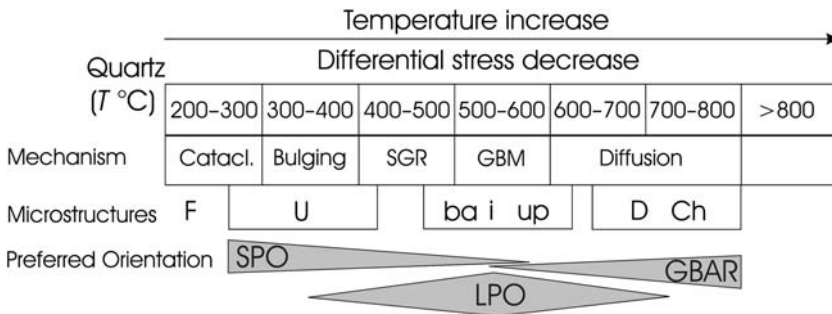 Temperature increase
Differential stress decrease
Quartz
(T °C) 200–300 300–400 400–500 500–600 600–700 700–800 >800
Mechanism Catacl. Bulging SGR GBM Diffusion
Microstructures F U ba i up D Ch
Preferred Orientation SPO GBAR
LPO